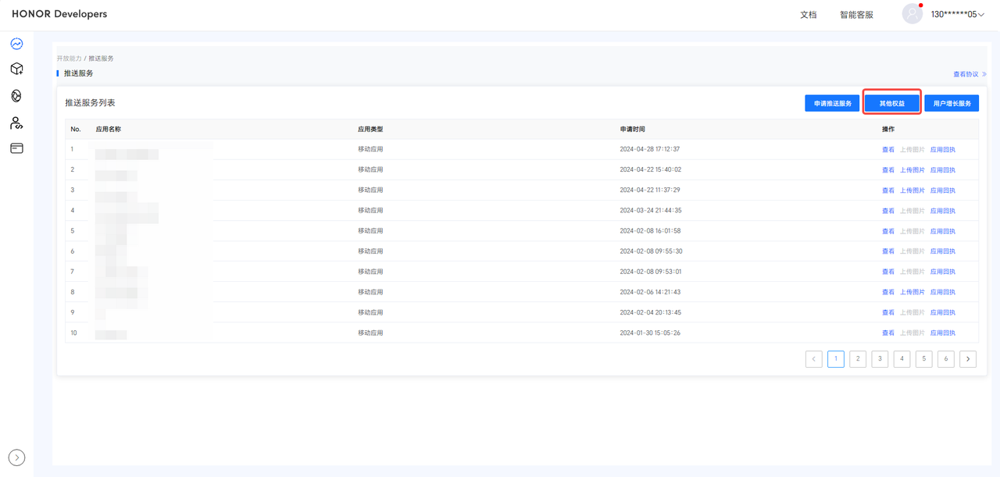 HONOR Developers
文档 智能客服 130******05
开放能力 / 推送服务
推送服务
查看协议
推送服务列表
申请推送服务 其他权益 用户增长服务
No. 应用名称 应用类型 申请时间 操作
1 移动应用 2024-04-28 17:12:37 查看 上传图片 应用回执
2 移动应用 2024-04-22 15:40:02 查看 上传图片 应用回执
3 移动应用 2024-04-22 11:37:29 查看 上传图片 应用回执
4 移动应用 2024-03-24 21:44:35 查看 上传图片 应用回执
5 移动应用 2024-02-08 16:01:58 查看 上传图片 应用回执
6 移动应用 2024-02-08 09:55:30 查看 上传图片 应用回执
7 移动应用 2024-02-08 09:53:01 查看 上传图片 应用回执
8 移动应用 2024-02-06 14:21:43 查看 上传图片 应用回执
9 移动应用 2024-02-04 20:13:45 查看 上传图片 应用回执
10 移动应用 2024-01-30 15:05:26 查看 上传图片 应用回执
1 2 3 4 5 6